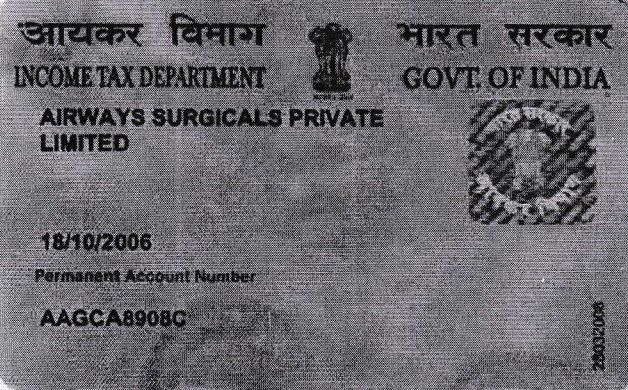 आयकर विभाग
भारत सरकार
INCOME TAX DEPARTMENT
GOVT. OF INDIA
AIRWAYS SURGICALS PRIVATE
LIMITED
18/10/2006
Permanent Account Number
AAGCA8908C
28032008